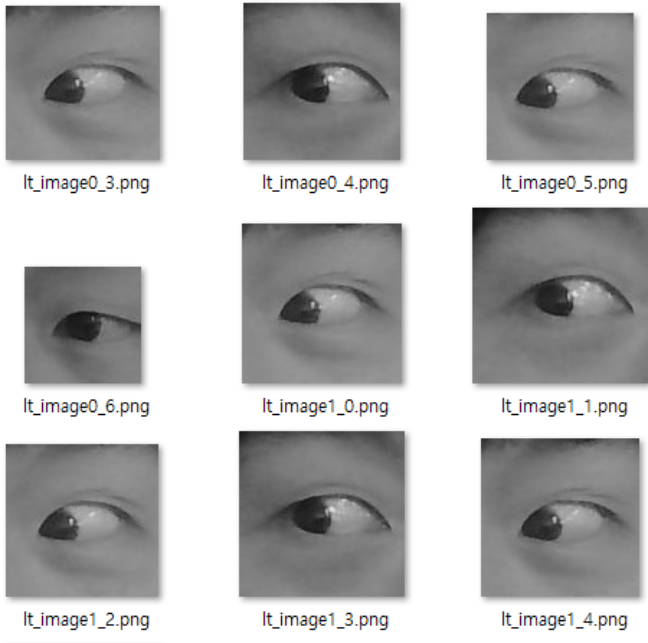 lt_image0_3.png
lt_image0_4.png
lt_image0_5.png
lt_image0_6.png
lt_image1_0.png
lt_image1_1.png
lt_image1_2.png
lt_image1_3.png
lt_image1_4.png